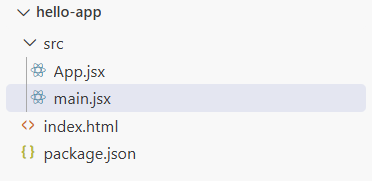 hello-app
src
App.jsx
main.jsx
index.html
package.json